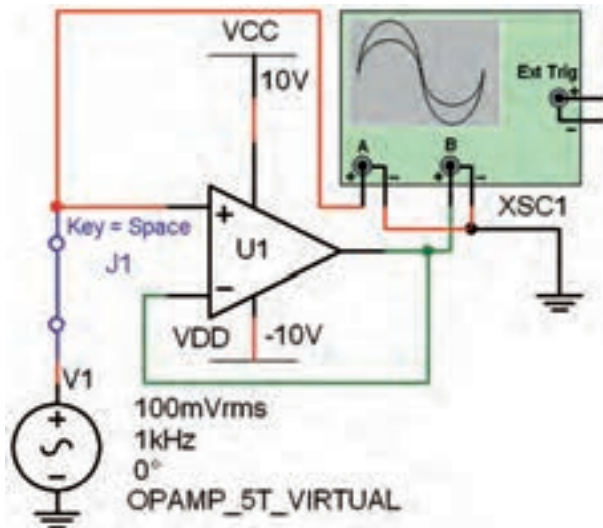 VCC
10V
Ext Trig
+
−
A
B
+
−
+
−
XSC1
Key = Space
J1
+
−
U1
VDD
-10V
V1
+
−
100mVrms
1kHz
0°
OPAMP_5T_VIRTUAL